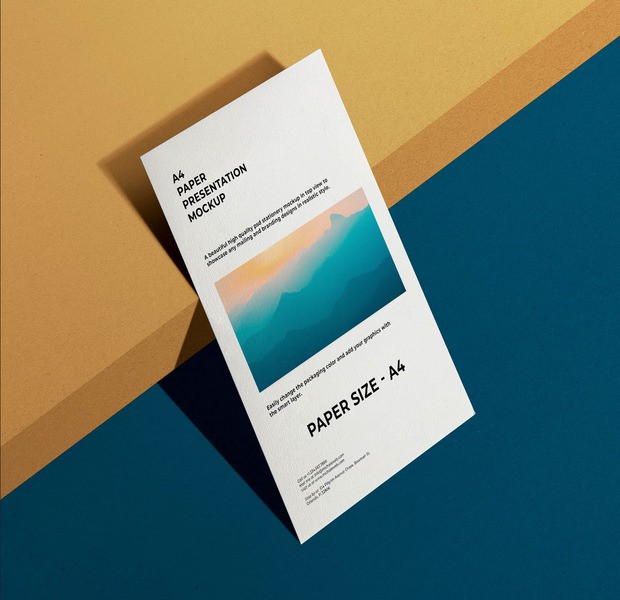 A4
PAPER
PRESENTATION
MOCKUP
A beautiful high quality psd stationery mockup in top view to
showcase any mailing and branding designs in realistic style.
Easily change the packaging color and add your graphics with
the smart layer.
PAPER SIZE - A4